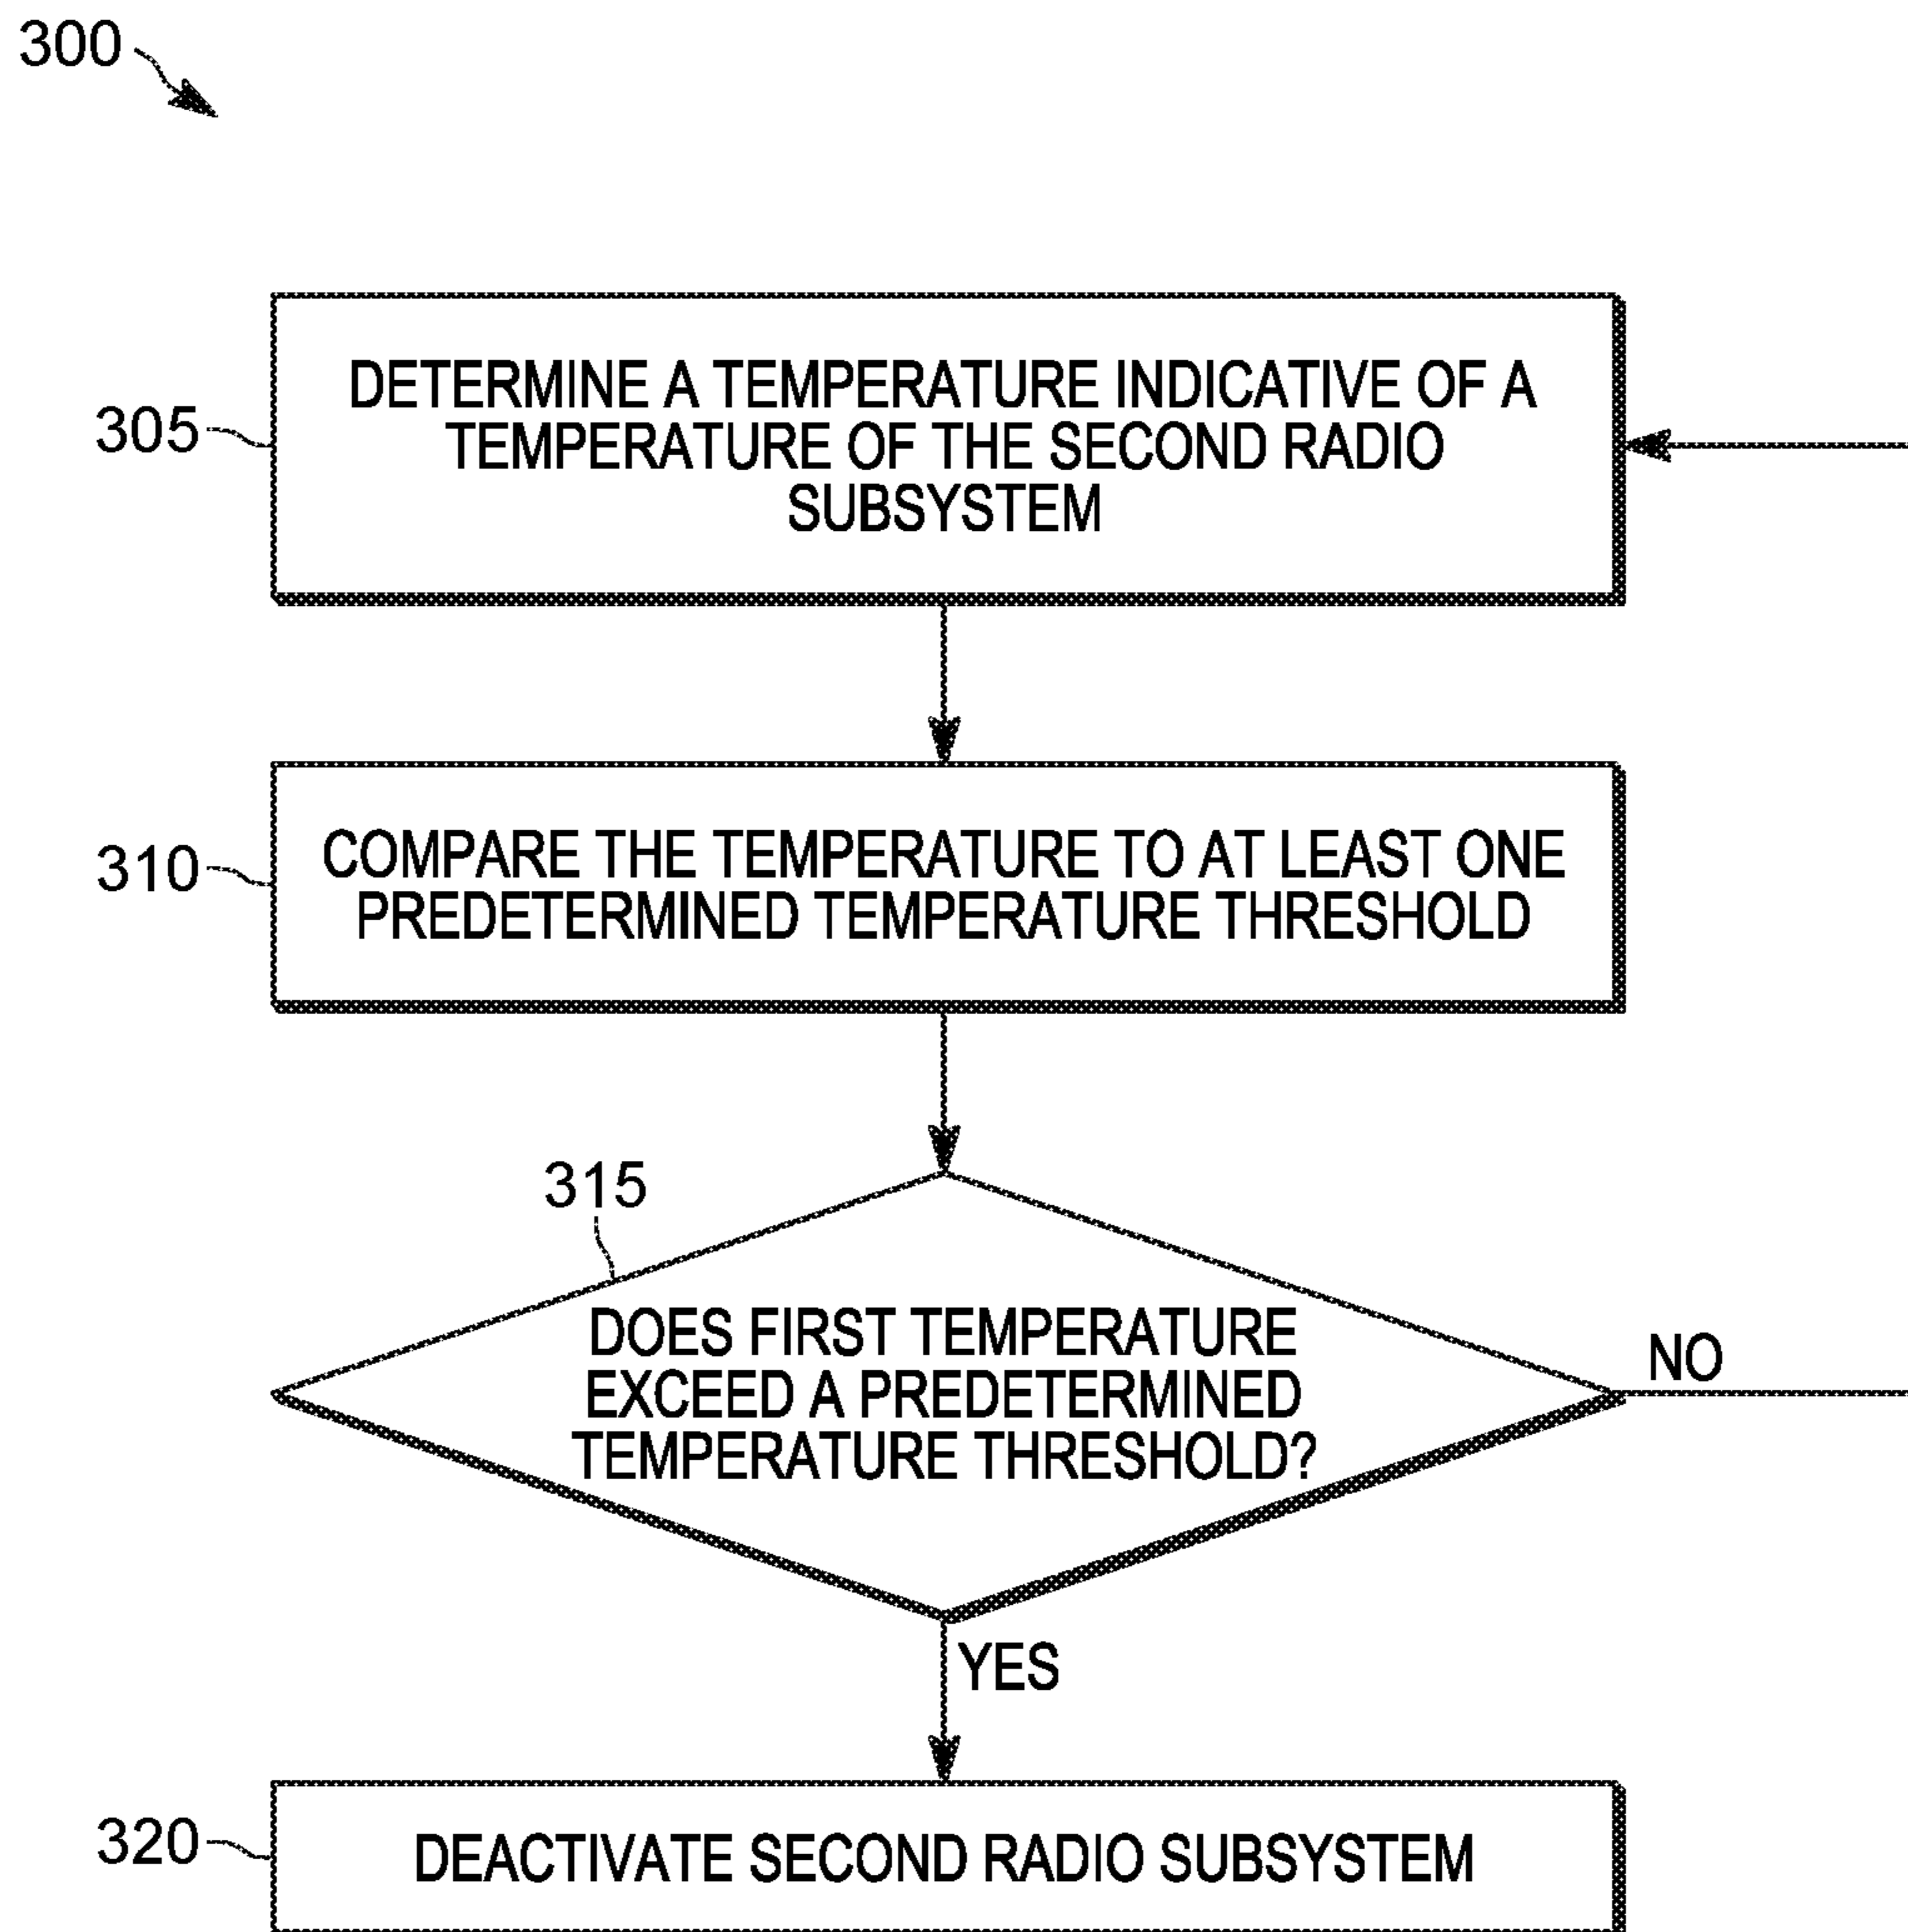 300
305
DETERMINE A TEMPERATURE INDICATIVE OF A
TEMPERATURE OF THE SECOND RADIO
SUBSYSTEM
310
COMPARE THE TEMPERATURE TO AT LEAST ONE
PREDETERMINED TEMPERATURE THRESHOLD
315
DOES FIRST TEMPERATURE
EXCEED A PREDETERMINED
TEMPERATURE THRESHOLD?
NO
YES
320
DEACTIVATE SECOND RADIO SUBSYSTEM